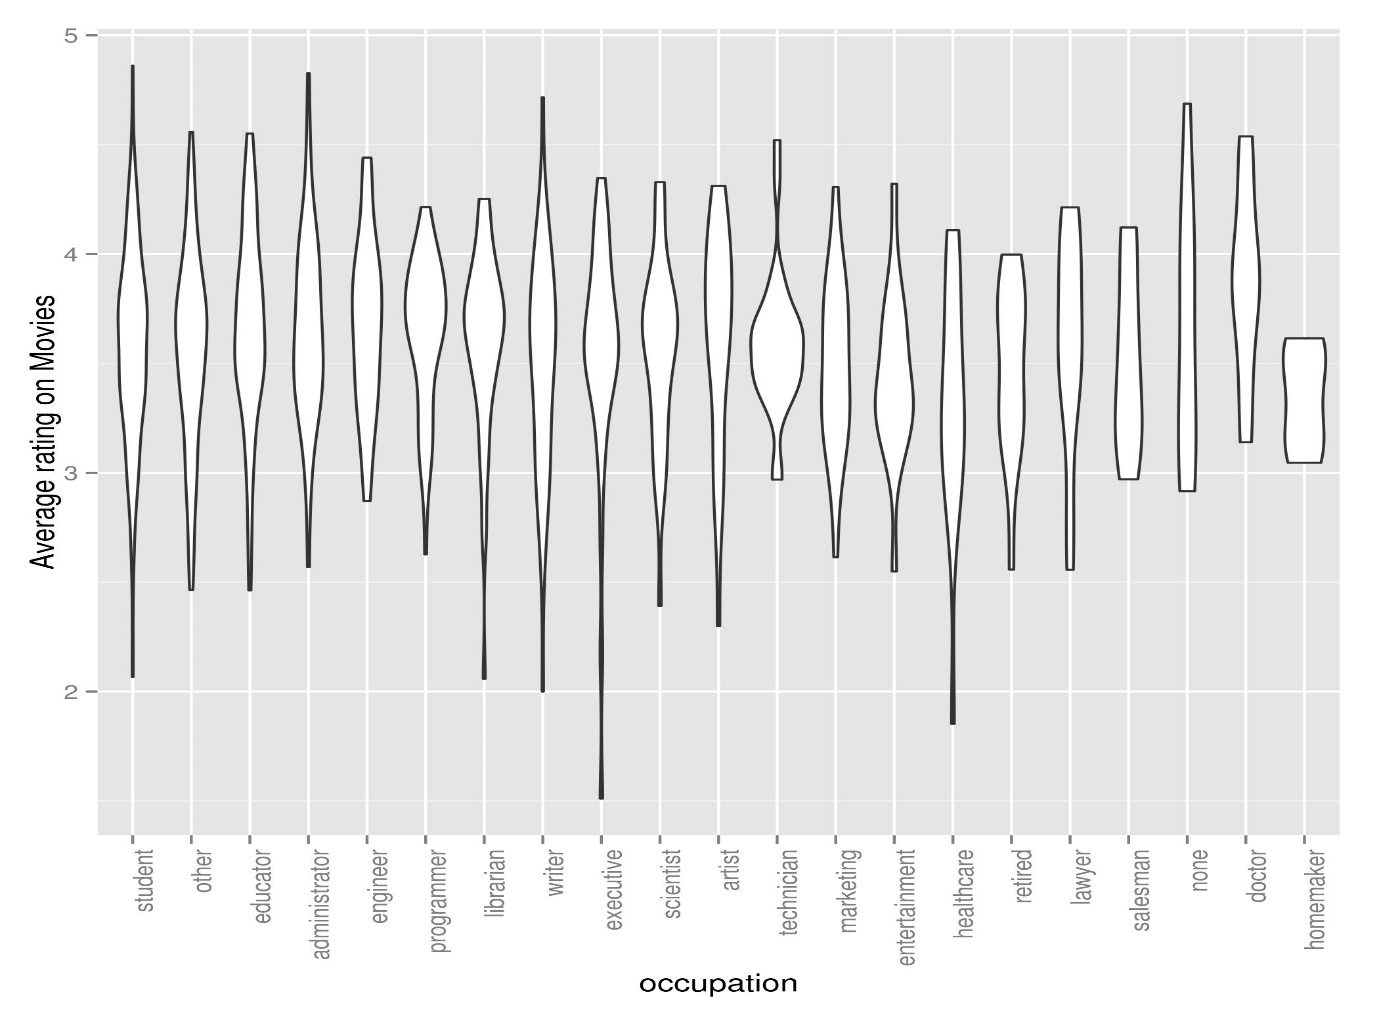 Average rating on Movies
5
4
3
2
student
other
educator
administrator
engineer
programmer
librarian
writer
executive
scientist
artist
technician
marketing
entertainment
healthcare
retired
lawyer
salesman
none
doctor
homemaker
occupation